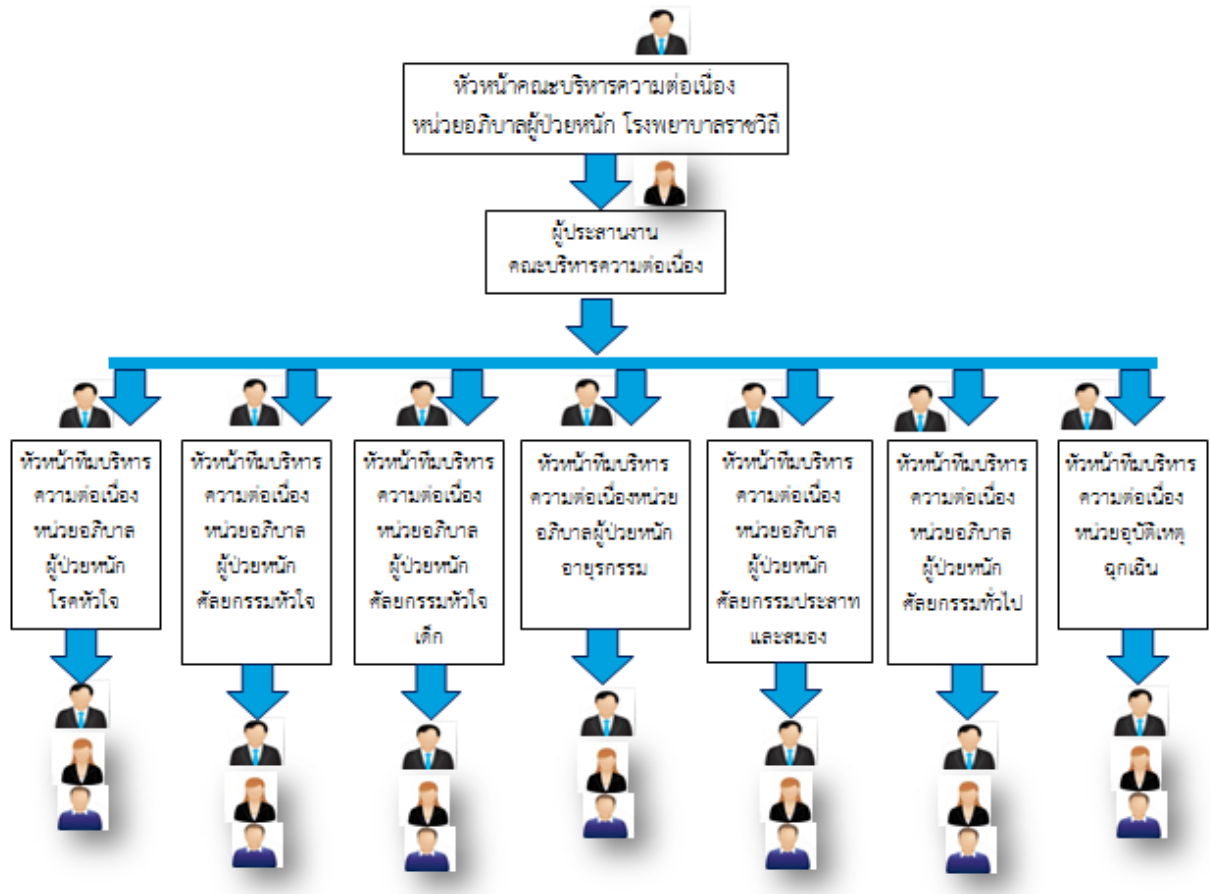 หัวหน้าคณะบริหารความต่อเนื่อง
หน่วยอภิบาลผู้ป่วยหนัก โรงพยาบาลราชวิถี
ผู้ประสานงาน
คณะบริหารความต่อเนื่อง
หัวหน้าทีมบริหาร
ความต่อเนื่อง
หน่วยอภิบาล
ผู้ป่วยหนัก
โรคหัวใจ
หัวหน้าทีมบริหาร
ความต่อเนื่อง
หน่วยอภิบาล
ผู้ป่วยหนัก
ศัลยกรรมหัวใจ
หัวหน้าทีมบริหาร
ความต่อเนื่อง
หน่วยอภิบาล
ผู้ป่วยหนัก
ศัลยกรรมหัวใจ
เด็ก
หัวหน้าทีมบริหาร
ความต่อเนื่องหน่วย
อภิบาลผู้ป่วยหนัก
อายุรกรรม
หัวหน้าทีมบริหาร
ความต่อเนื่อง
หน่วยอภิบาล
ผู้ป่วยหนัก
ศัลยกรรมประสาท
และสมอง
หัวหน้าทีมบริหาร
ความต่อเนื่อง
หน่วยอภิบาล
ผู้ป่วยหนัก
ศัลยกรรมทั่วไป
หัวหน้าทีมบริหาร
ความต่อเนื่อง
หน่วยอุบัติเหตุ
ฉุกเฉิน